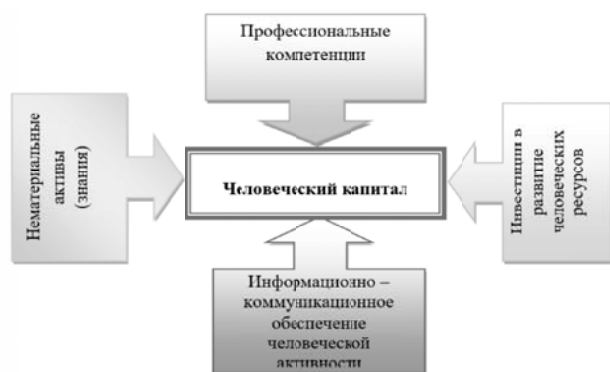 Профессиональные
компетенции
Нематериальные
активы
(знания)
Человеческий капитал
Инвестиции в
развитие
человеческих
ресурсов
Информационно –
коммуникационное
обеспечение
человеческой
активности